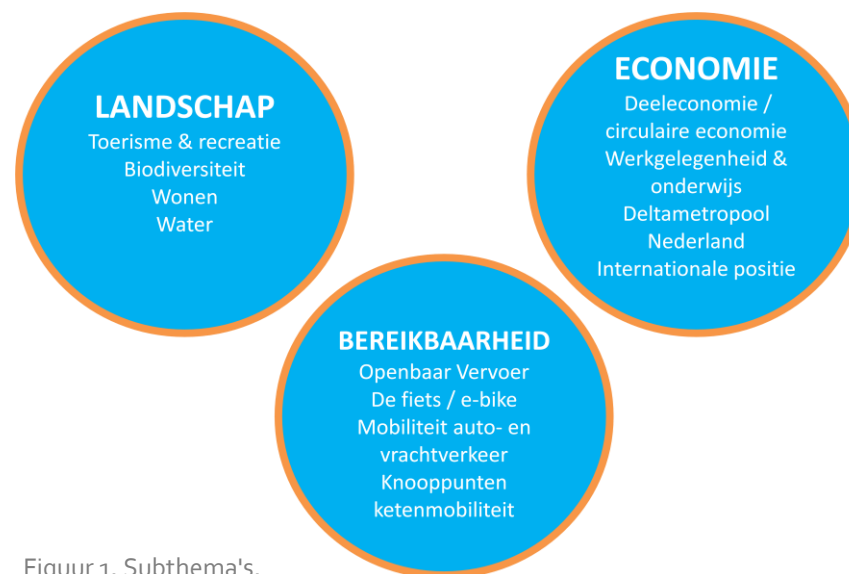 LANDSCHAP
Toerisme & recreatie
Biodiversiteit
Wonen
Water
ECONOMIE
Deeleconomie /
circulaire economie
Werkgelegenheid &
onderwijs
Deltametropool
Nederland
Internationale positie
BEREIKBAARHEID
Openbaar Vervoer
De fiets / e-bike
Mobiliteit auto- en
vrachtverkeer
Knooppunten
ketenmobiliteit
Figuur 1. Subthema's.